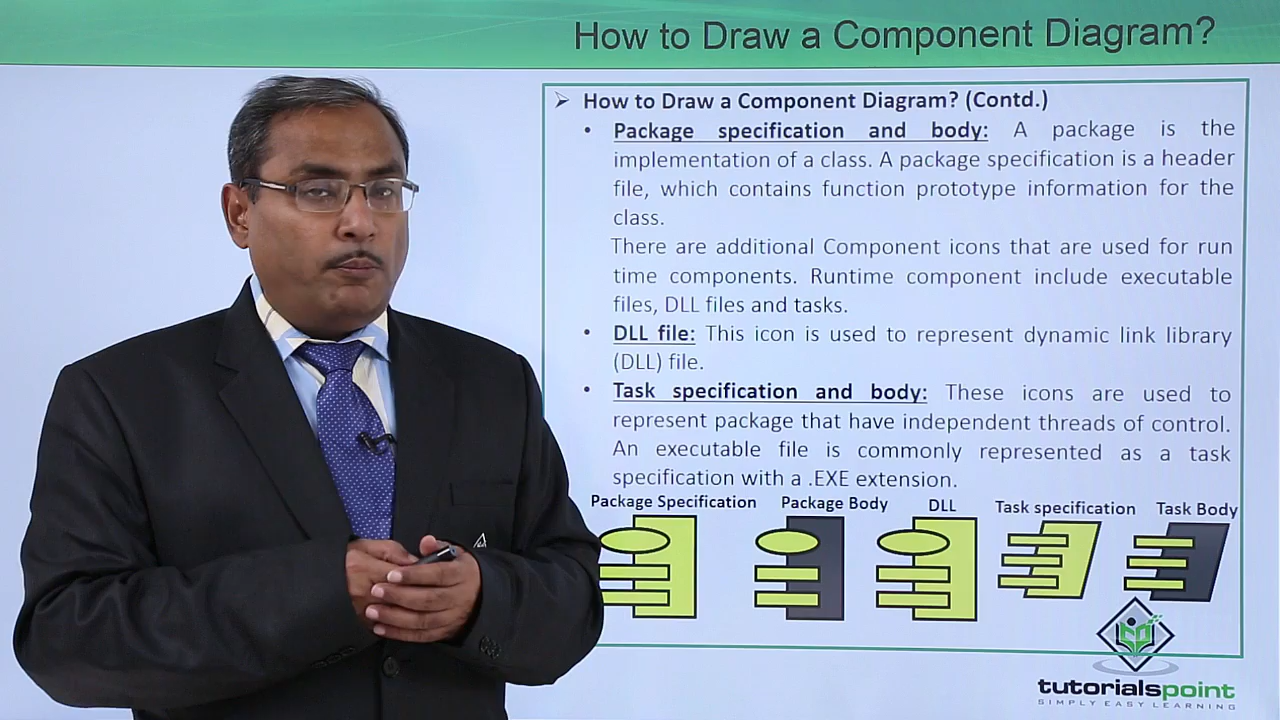 How to Draw a Component Diagram?
How to Draw a Component Diagram? (Contd.)
Package specification and body: A package is the
implementation of a class. A package specification is a header
file, which contains function prototype information for the
class.
There are additional Component icons that are used for run
time components. Runtime component include executable
files, DLL files and tasks.
DLL file: This icon is used to represent dynamic link library
(DLL) file.
Task specification and body: These icons are used to
represent package that have independent threads of control.
An executable file is commonly represented as a task
specification with a .EXE extension.
Package Specification Package Body DLL Task specification Task Body
tutorialspoint
SIMPLY EASY LEARNING